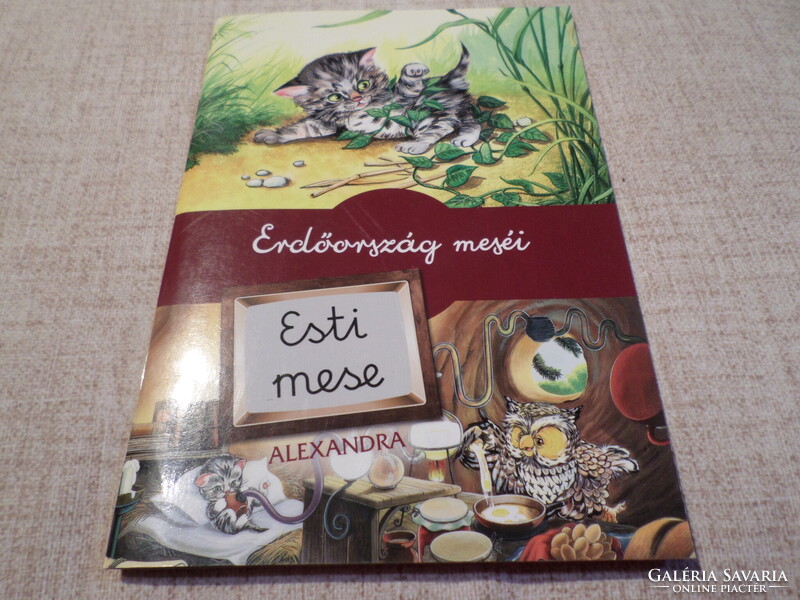 Erdőország meséi
Esti
mese
ALEXANDRA
GALÉRIA SAVARIA
ONLINE PIACTÉR